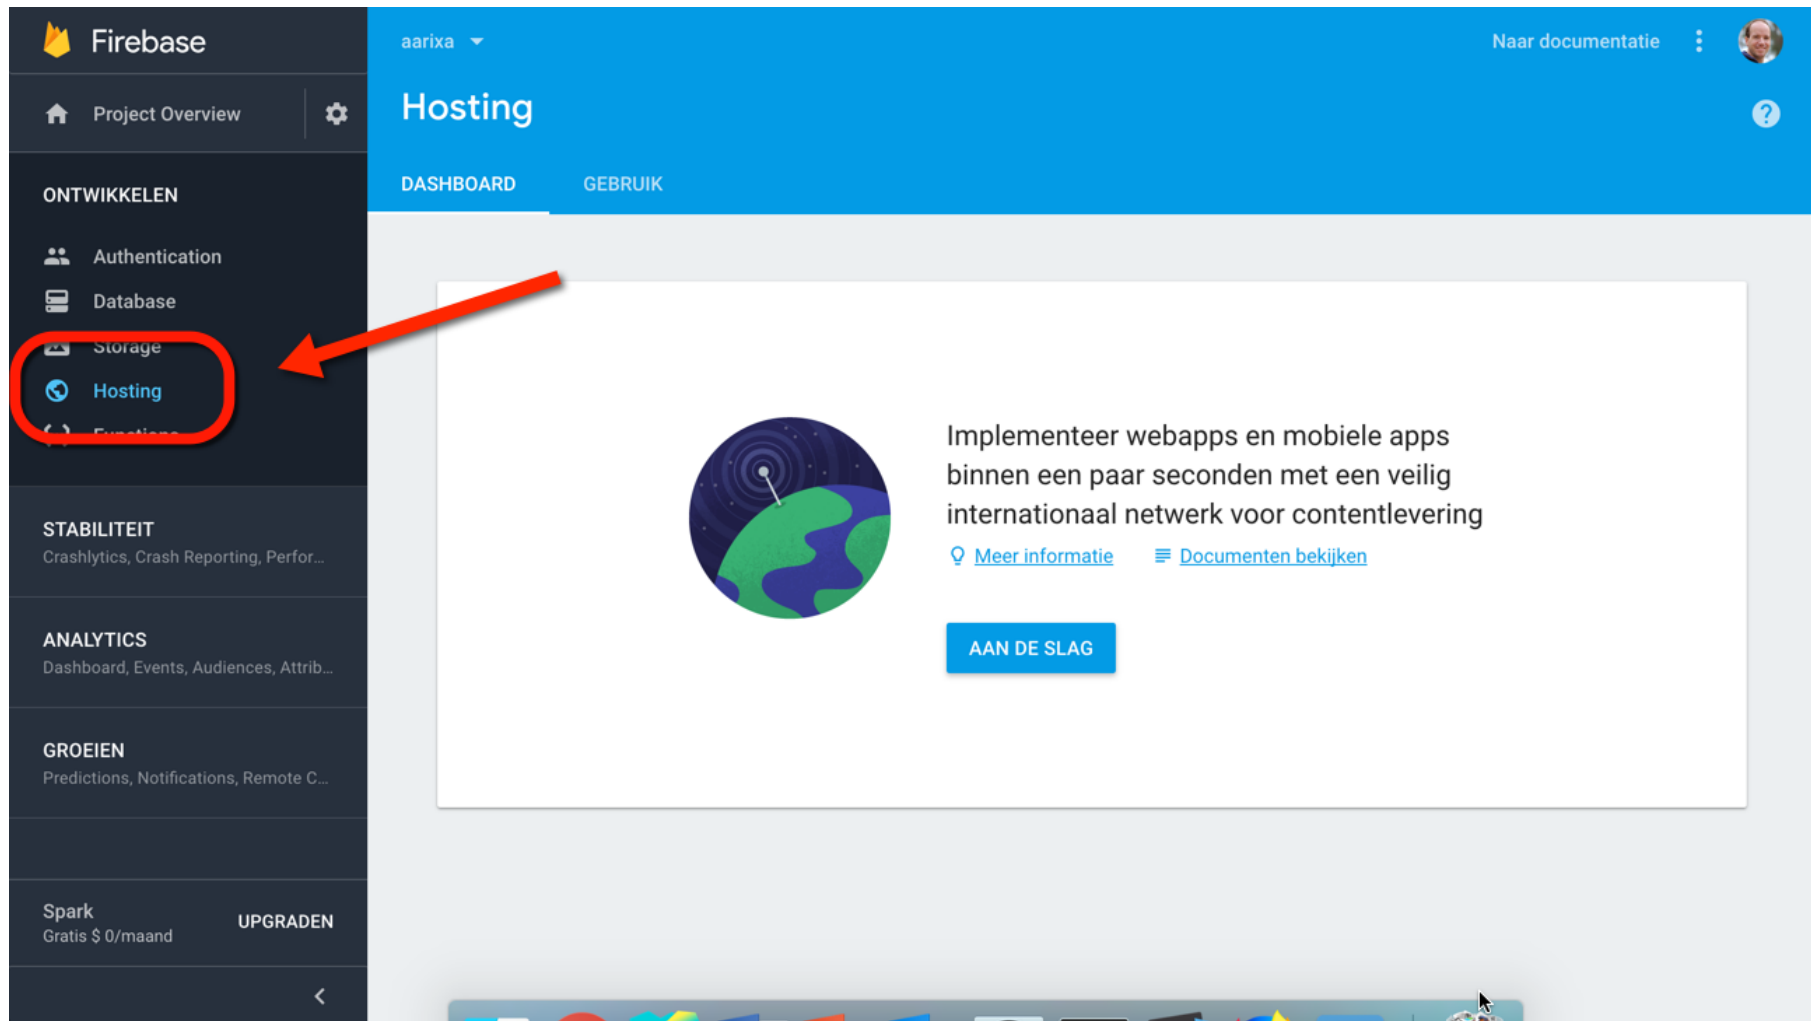 Firebase
aarixa
Naar documentatie
Project Overview
Hosting
ONTWIKKELEN
DASHBOARD
GEBRUIK
Authentication
Database
Storage
Hosting
Functions
Implementeer webapps en mobiele apps
binnen een paar seconden met een veilig
internationaal netwerk voor contentlevering
Meer informatie
Documenten bekijken
AAN DE SLAG
STABILITEIT
Crashlytics, Crash Reporting, Perfor...
ANALYTICS
Dashboard, Events, Audiences, Attrib...
GROEIEN
Predictions, Notifications, Remote C...
Spark
Gratis $ 0/maand
UPGRADEN